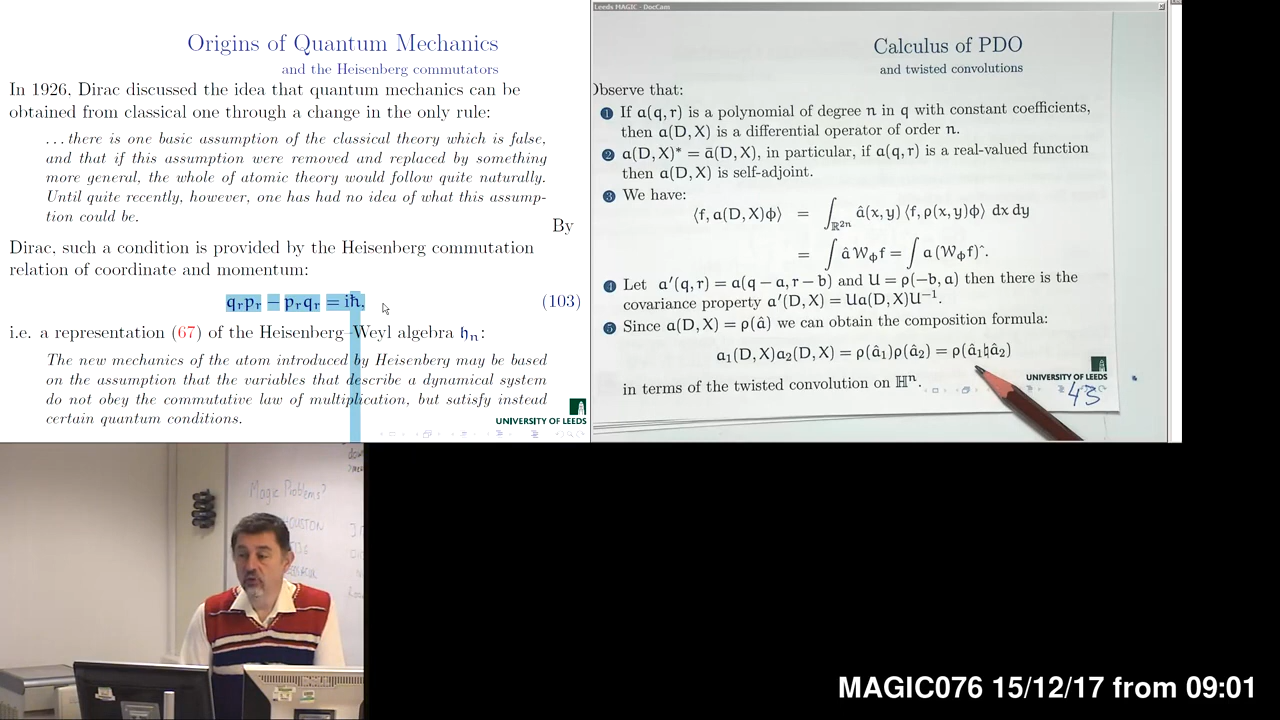 Origins of Quantum Mechanics
and the Heisenberg commutators
In 1926, Dirac discussed the idea that quantum mechanics can be
obtained from classical one through a change in the only rule:
...there is one basic assumption of the classical theory which is false,
and that if this assumption were removed and replaced by something
more general, the whole of atomic theory would follow quite naturally.
Until quite recently, however, one has had no idea of what this assump-
tion could be.
By
Dirac, such a condition is provided by the Heisenberg commutation
relation of coordinate and momentum:
qᵣpᵣ − pᵣqᵣ = iħ, (103)
i.e. a representation (67) of the Heisenberg–Weyl algebra 𝔥ₙ:
The new mechanics of the atom introduced by Heisenberg may be based
on the assumption that the variables that describe a dynamical system
do not obey the commutative law of multiplication, but satisfy instead
certain quantum conditions.
UNIVERSITY OF LEEDS
Leeds MAGIC - DocCam
Calculus of PDO
and twisted convolutions
Observe that:
1 If a(q, r) is a polynomial of degree n in q with constant coefficients,
then a(D, X) is a differential operator of order n.
2 a(D, X)* = ā(D, X), in particular, if a(q, r) is a real-valued function
then a(D, X) is self-adjoint.
3 We have:
⟨f, a(D, X)ϕ⟩ = ∫_ℝ²ⁿ â(x, y) ⟨f, ρ(x, y)ϕ⟩ dx dy
= ∫ â 𝒲_ϕ f = ∫ a (𝒲_ϕ f)ˆ.
4 Let a′(q, r) = a(q − a, r − b) and U = ρ(−b, a) then there is the
covariance property a′(D, X) = Ua(D, X)U⁻¹.
5 Since a(D, X) = ρ(â) we can obtain the composition formula:
a₁(D, X)a₂(D, X) = ρ(â₁)ρ(â₂) = ρ(â₁♮â₂)
in terms of the twisted convolution on ℍⁿ.
UNIVERSITY OF LEEDS
43
Magic Problems?
MAGIC076 15/12/17 from 09:01